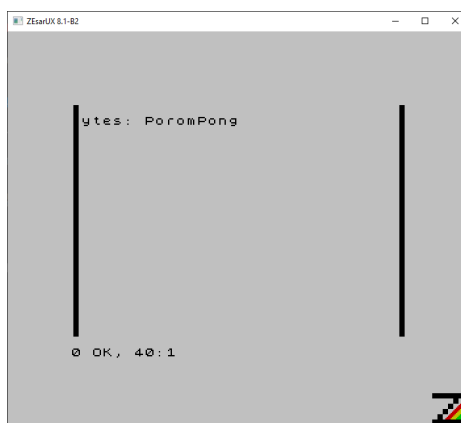 ZEsarUX 8.1-B2
ytes: PoromPong
0 OK, 40:1